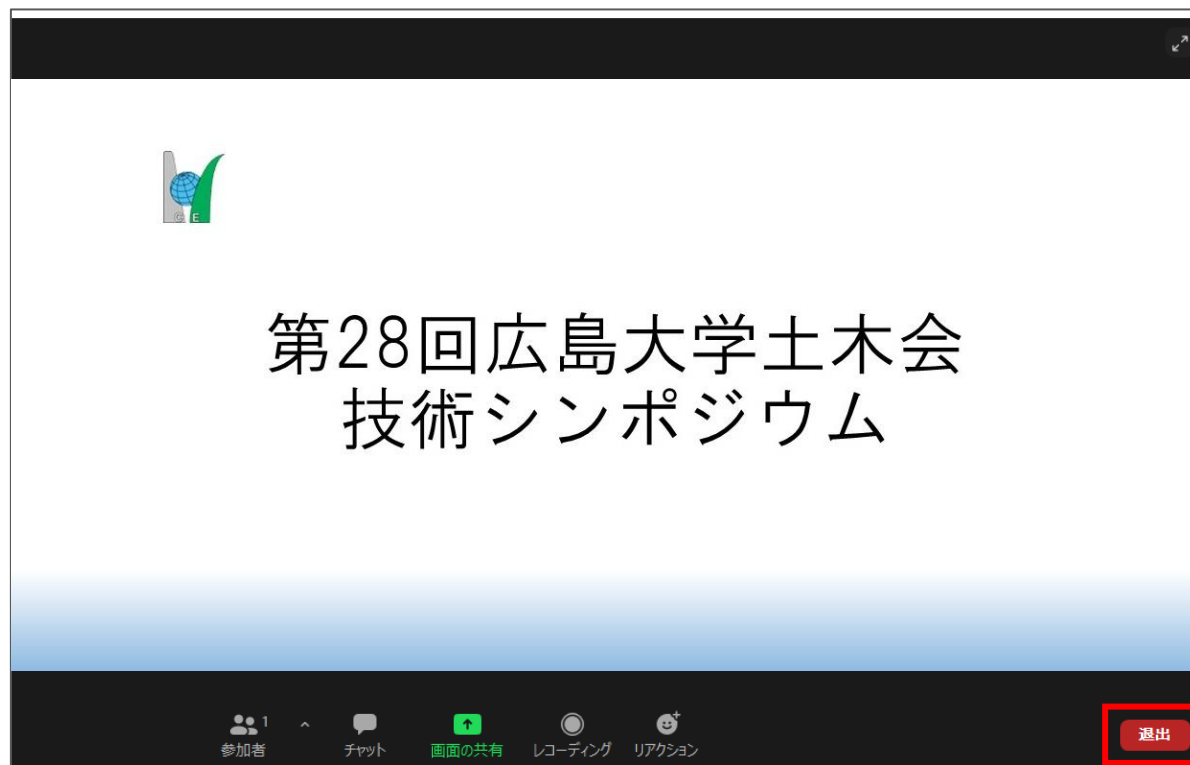 C E
第28回広島大学土木会
技術シンポジウム
1
参加者
チャット
画面の共有
レコーディング
リアクション
退出